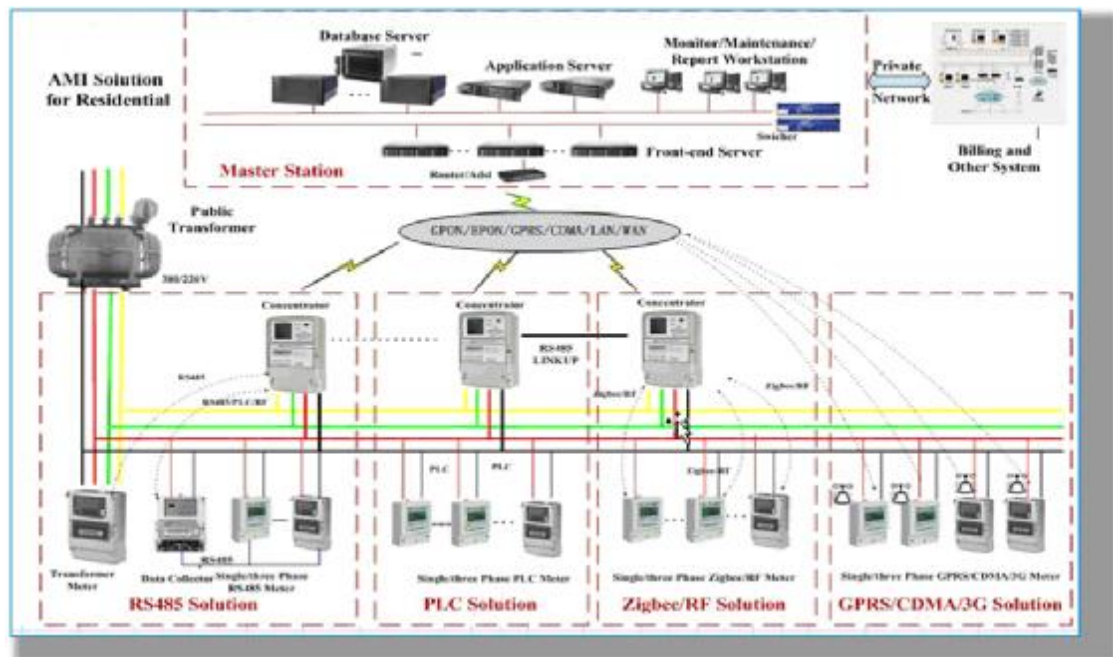 Database Server
Monitor/Maintenance/
Report Workstation
AMI Solution
for Residential
Application Server
Private
Network
Swicher
Front-end Server
Billing and
Other System
Master Station
Router/Adsl
Public
Transformer
GPON/EPON/GPRS/CDMA/LAN/WAN
380/220V
Concentrator
Concentrator
Concentrator
RS485
LINKUP
RS485
RS485/PLC/RF
Zigbee/RF
Zigbee/RF
PLC
PLC
Zigbee/RF
RS485
Transformer
Meter
Data Collector
Single/three Phase
RS485 Meter
Single/three Phase PLC Meter
Single/three Phase Zigbee/RF Meter
Single/three Phase GPRS/CDMA/3G Meter
RS485 Solution
PLC Solution
Zigbee/RF Solution
GPRS/CDMA/3G Solution